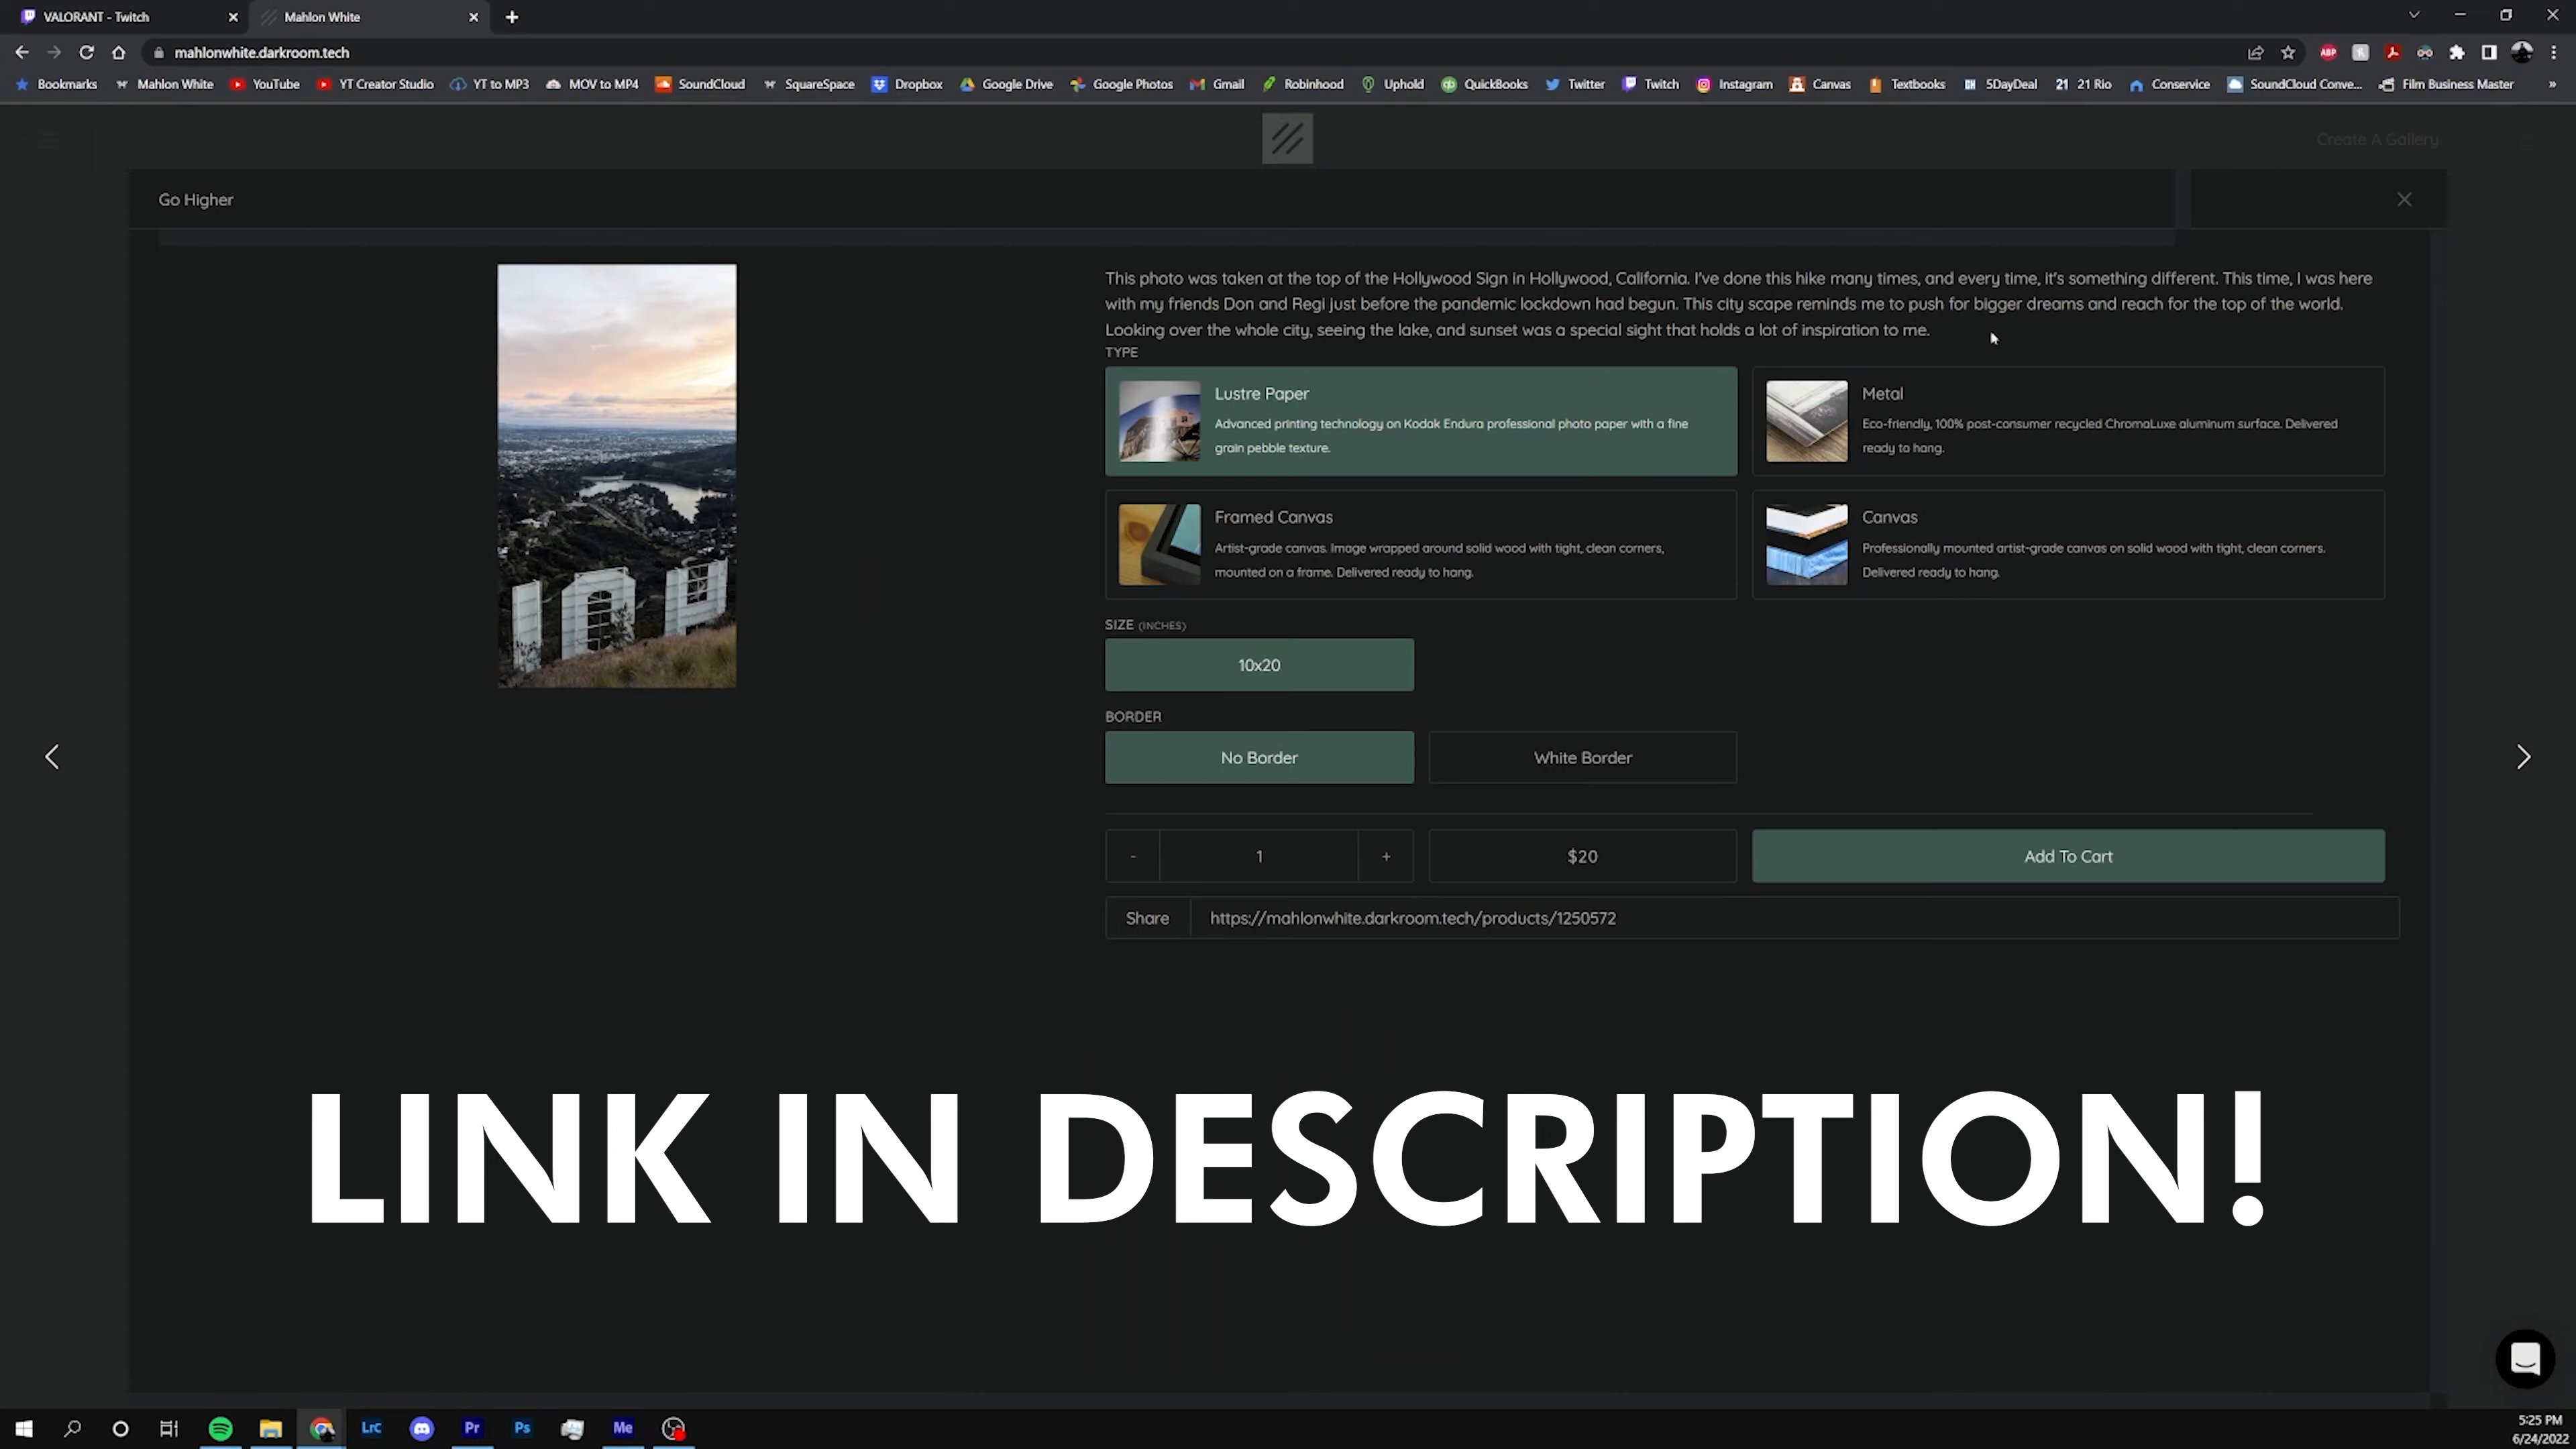 VALORANT - Twitch
Mahlon White
mahlonwhite.darkroom.tech
ABP
Bookmarks Mahlon White YouTube YT Creator Studio YT to MP3 MOV to MP4 SoundCloud SquareSpace Dropbox Google Drive Google Photos Gmail Robinhood Uphold QuickBooks Twitter Twitch Instagram Canvas Textbooks 5DayDeal 21 21 Rio Conservice SoundCloud Conve... Film Business Master »
Create A Gallery
Go Higher
This photo was taken at the top of the Hollywood Sign in Hollywood, California. I've done this hike many times, and every time, it's something different. This time, I was here
with my friends Don and Regi just before the pandemic lockdown had begun. This city scape reminds me to push for bigger dreams and reach for the top of the world.
Looking over the whole city, seeing the lake, and sunset was a special sight that holds a lot of inspiration to me.
TYPE
Lustre Paper
Advanced printing technology on Kodak Endura professional photo paper with a fine
grain pebble texture.
Metal
Eco-friendly, 100% post-consumer recycled ChromaLuxe aluminum surface. Delivered
ready to hang.
Framed Canvas
Artist-grade canvas. Image wrapped around solid wood with tight, clean corners,
mounted on a frame. Delivered ready to hang.
Canvas
Professionally mounted artist-grade canvas on solid wood with tight, clean corners.
Delivered ready to hang.
SIZE (INCHES)
10x20
BORDER
No Border
White Border
- 1 +
$20
Add To Cart
Share https://mahlonwhite.darkroom.tech/products/1250572
LINK IN DESCRIPTION!
LrC Pr Ps Me
5:25 PM
6/24/2022